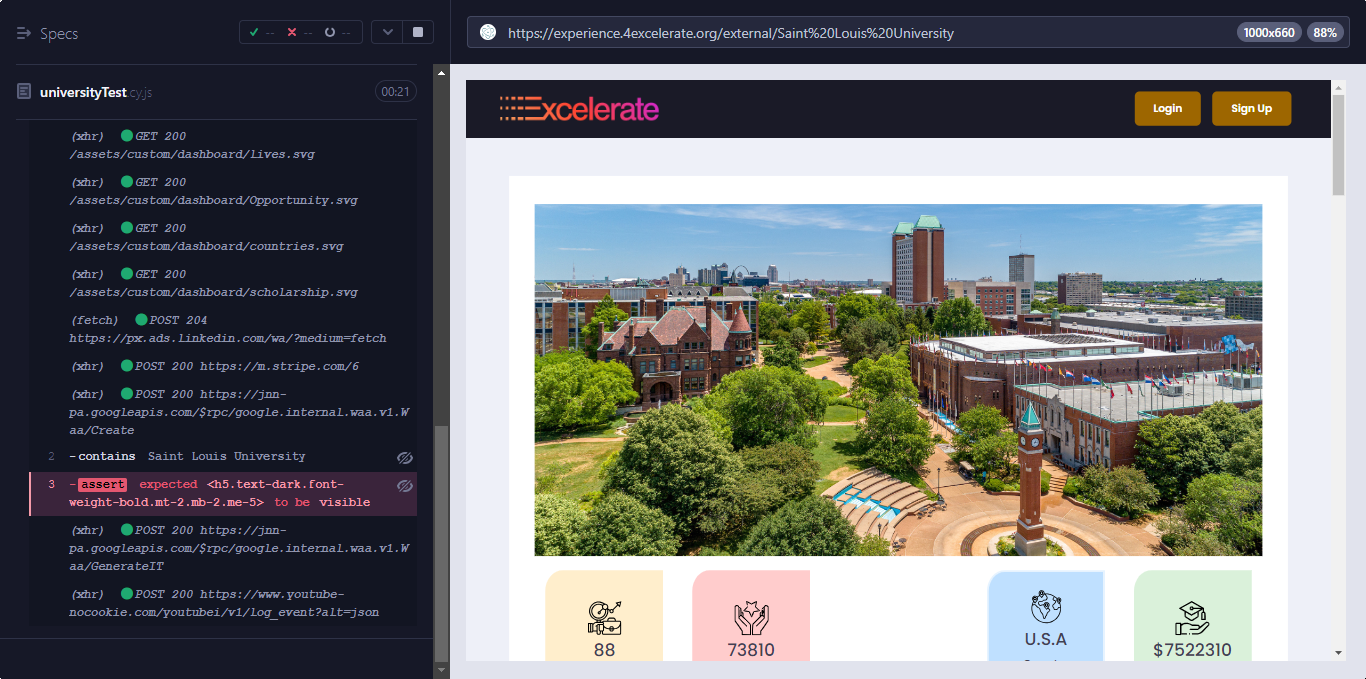 Specs
-- -- --
https://experience.4excelerate.org/external/Saint%20Louis%20University
1000x660
88%
universityTest.cy.js
00:21
(xhr) GET 200
/assets/custom/dashboard/lives.svg
(xhr) GET 200
/assets/custom/dashboard/Opportunity.svg
(xhr) GET 200
/assets/custom/dashboard/countries.svg
(xhr) GET 200
/assets/custom/dashboard/scholarship.svg
(fetch) POST 204
https://px.ads.linkedin.com/wa/?medium=fetch
(xhr) POST 200 https://m.stripe.com/6
(xhr) POST 200 https://jnn-
pa.googleapis.com/$rpc/google.internal.waa.v1.W
aa/Create
2 -contains Saint Louis University
3 -assert expected <h5.text-dark.font-
weight-bold.mt-2.mb-2.me-5> to be visible
(xhr) POST 200 https://jnn-
pa.googleapis.com/$rpc/google.internal.waa.v1.W
aa/GenerateIT
(xhr) POST 200 https://www.youtube-
nocookie.com/youtubei/v1/log_event?alt=json
Excelerate
Login
Sign Up
88
73810
U.S.A
$7522310